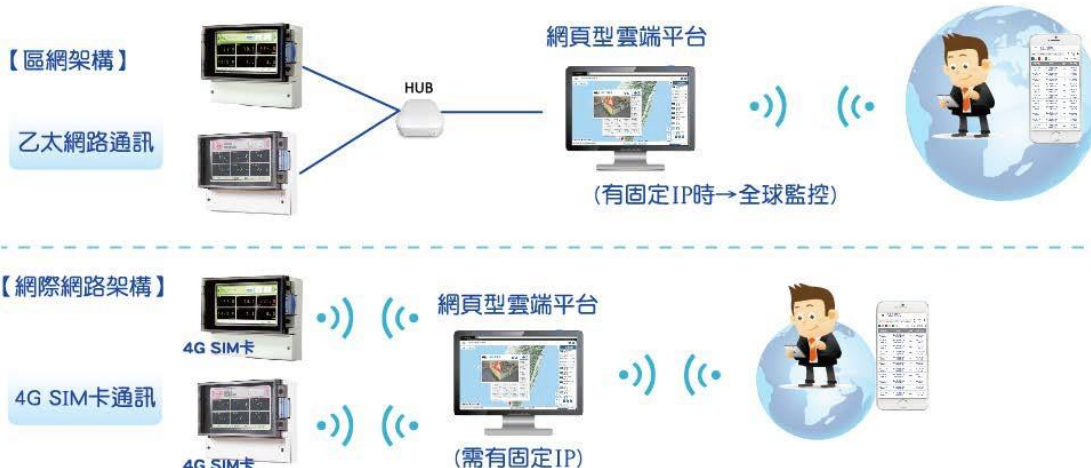 【區網架構】
乙太網路通訊
HUB
網頁型雲端平台
(有固定IP時→全球監控)
【網際網路架構】
4G SIM卡通訊
4G SIM卡
4G SIM卡
網頁型雲端平台
(需有固定IP)